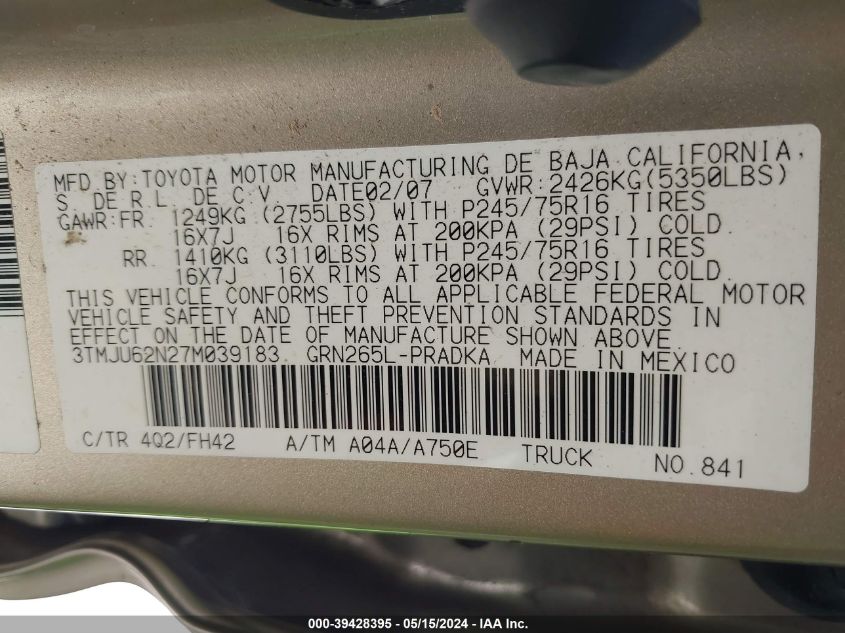 MFD BY:TOYOTA MOTOR MANUFACTURING DE BAJA CALIFORNIA,
S. DE R.L. DE C.V. DATE02/07 GVWR:2426KG(5350LBS)
GAWR:FR. 1249KG (2755LBS) WITH P245/75R16 TIRES
16X7J 16X RIMS AT 200KPA (29PSI) COLD.
RR. 1410KG (3110LBS) WITH P245/75R16 TIRES
16X7J 16X RIMS AT 200KPA (29PSI) COLD.
THIS VEHICLE CONFORMS TO ALL APPLICABLE FEDERAL MOTOR
VEHICLE SAFETY AND THEFT PREVENTION STANDARDS IN
EFFECT ON THE DATE OF MANUFACTURE SHOWN ABOVE.
3TMJU62N27M039183 GRN265L-PRADKA MADE IN MEXICO
C/TR 4Q2/FH42 A/TM A04A/A750E TRUCK NO.841
000-39428395 - 05/15/2024 - IAA Inc.